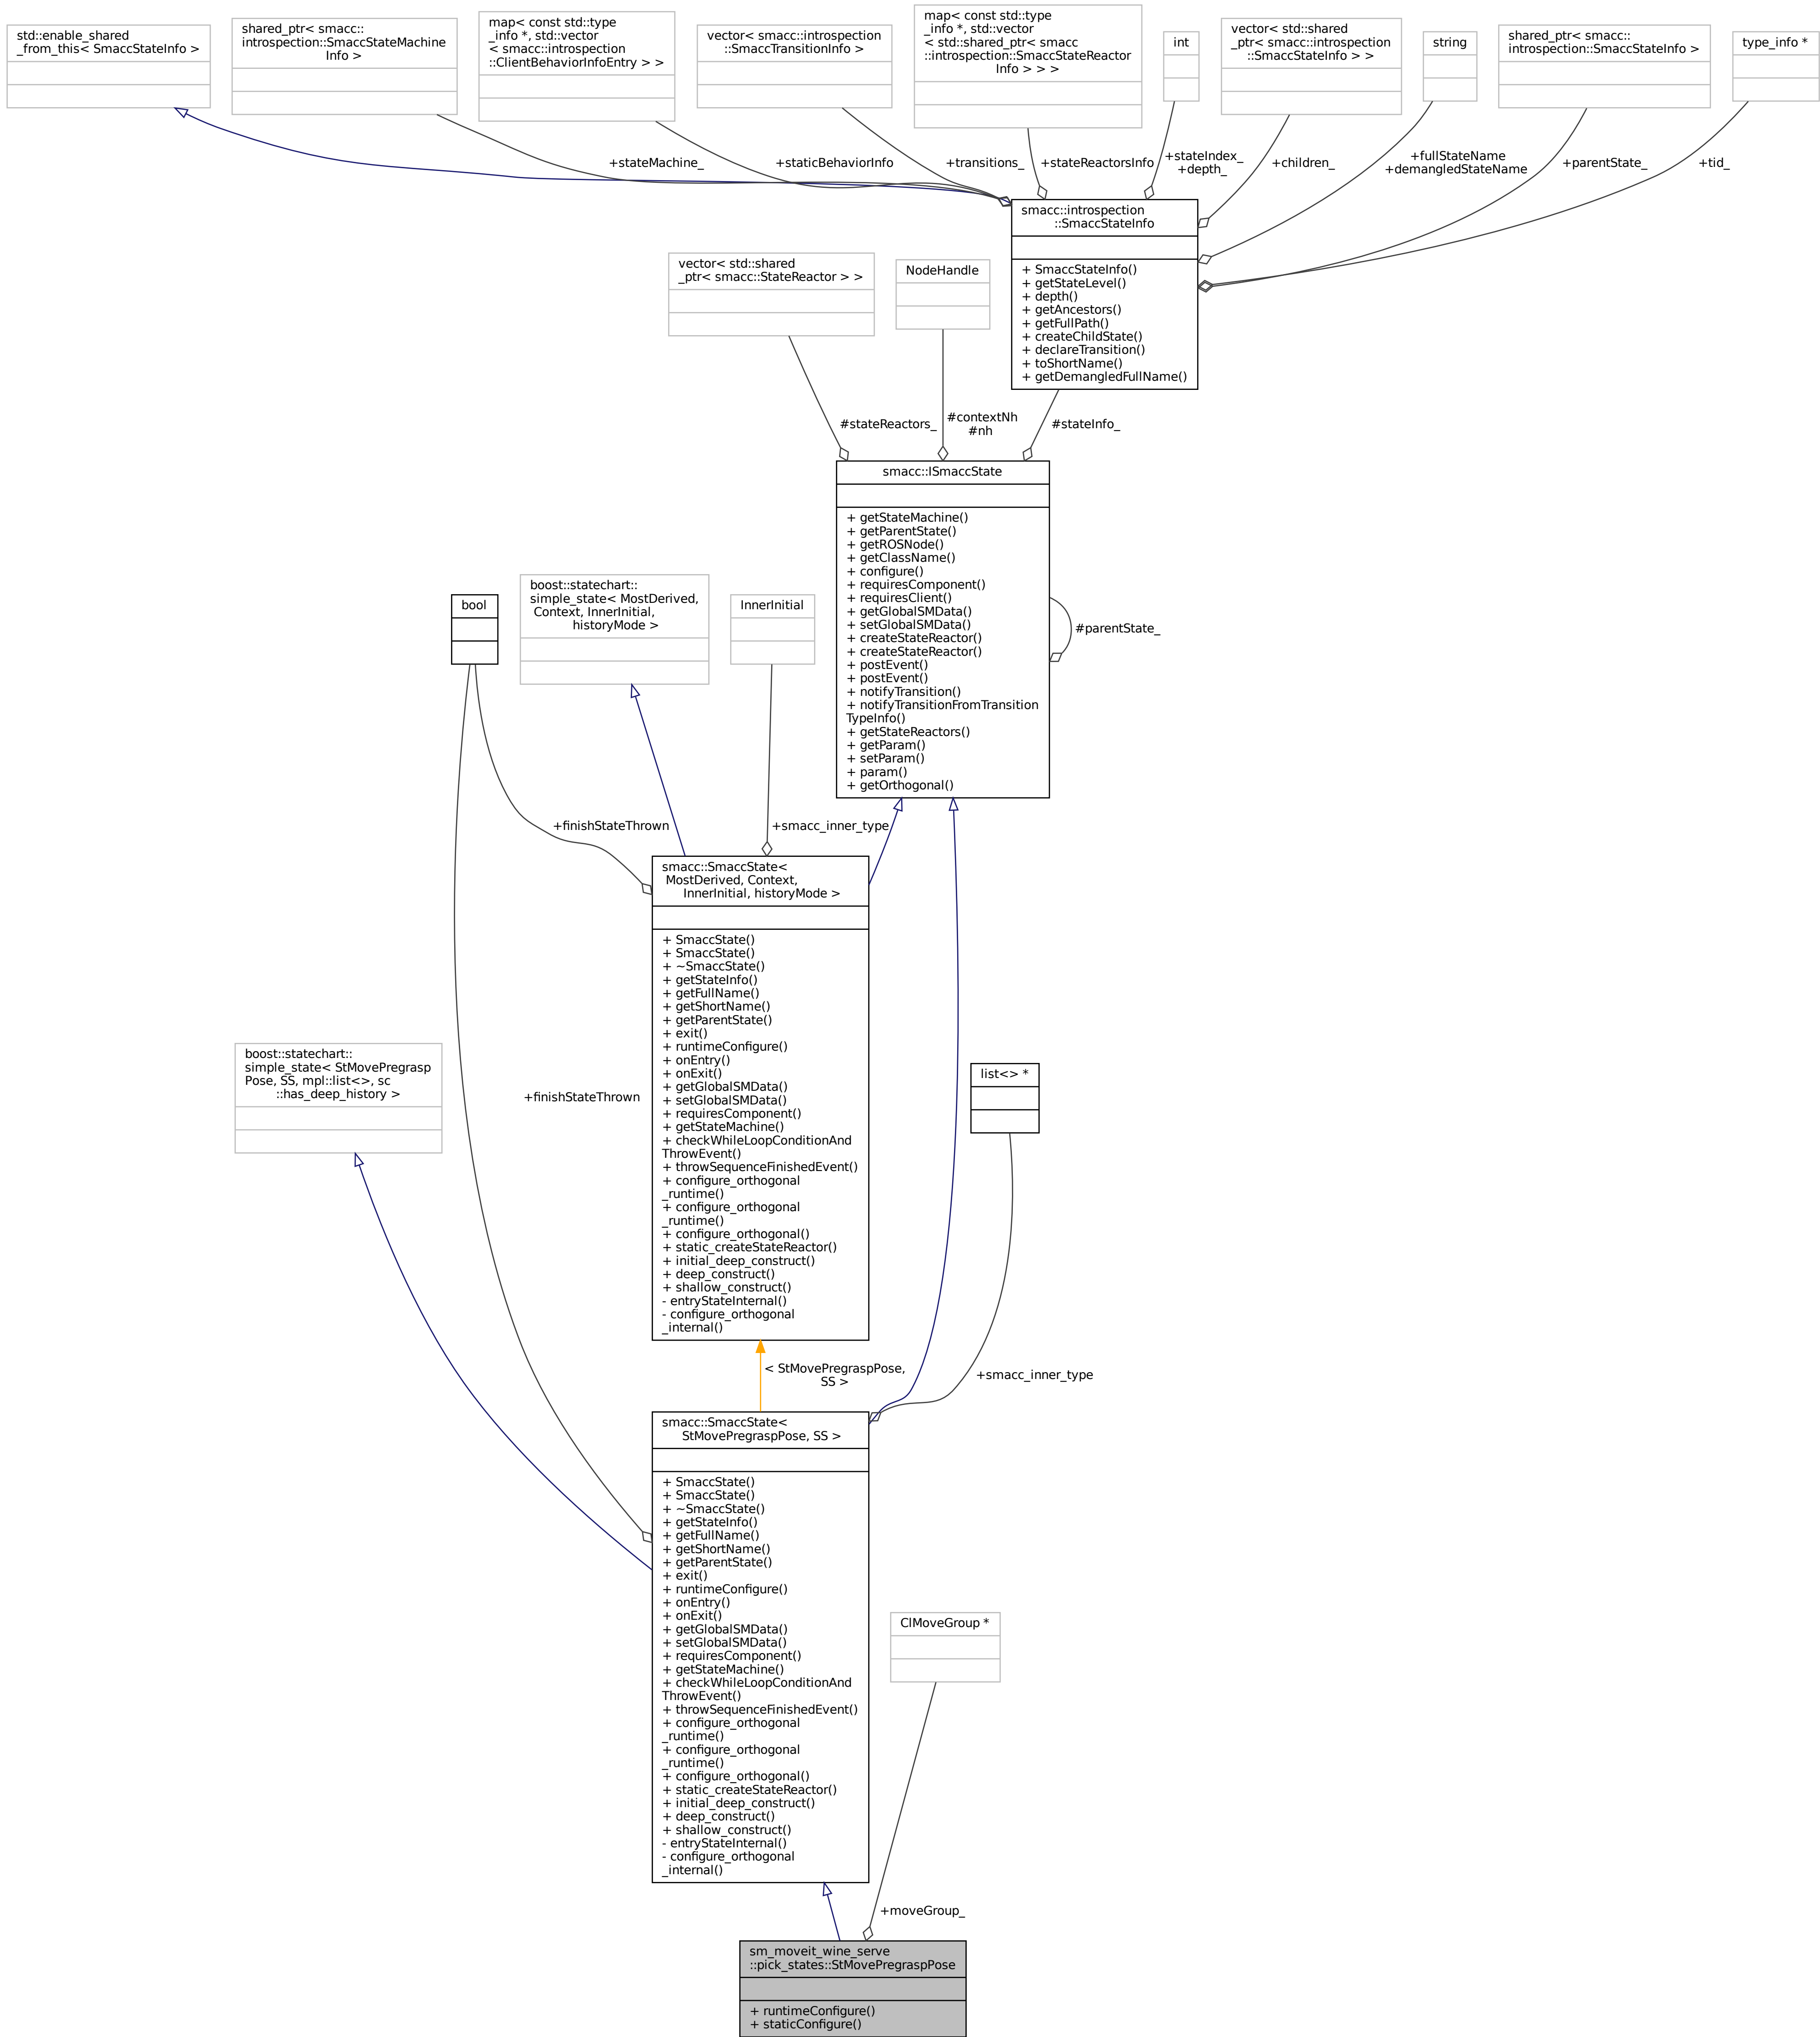 std::enable_shared
_from_this< SmaccStateInfo >
shared_ptr< smacc::
introspection::SmaccStateMachine
Info >
map< const std::type
_info *, std::vector
< smacc::introspection
::ClientBehaviorInfoEntry > >
vector< smacc::introspection
::SmaccTransitionInfo >
map< const std::type
_info *, std::vector
< std::shared_ptr< smacc
::introspection::SmaccStateReactor
Info > > >
int
vector< std::shared
_ptr< smacc::introspection
::SmaccStateInfo > >
string
shared_ptr< smacc::
introspection::SmaccStateInfo >
type_info *
+stateMachine_
+staticBehaviorInfo
+transitions_
+stateReactorsInfo
+stateIndex_
+depth_
+children_
+fullStateName
+demangledStateName
+parentState_
+tid_
smacc::introspection
::SmaccStateInfo
+ SmaccStateInfo()
+ getStateLevel()
+ depth()
+ getAncestors()
+ getFullPath()
+ createChildState()
+ declareTransition()
+ toShortName()
+ getDemangledFullName()
vector< std::shared
_ptr< smacc::StateReactor > >
NodeHandle
#stateReactors_
#contextNh
#nh
#stateInfo_
smacc::ISmaccState
+ getStateMachine()
+ getParentState()
+ getROSNode()
+ getClassName()
+ configure()
+ requiresComponent()
+ requiresClient()
+ getGlobalSMData()
+ setGlobalSMData()
+ createStateReactor()
+ createStateReactor()
+ postEvent()
+ postEvent()
+ notifyTransition()
+ notifyTransitionFromTransition
TypeInfo()
+ getStateReactors()
+ getParam()
+ setParam()
+ param()
+ getOrthogonal()
#parentState_
bool
boost::statechart::
simple_state< MostDerived,
Context, InnerInitial,
historyMode >
InnerInitial
+finishStateThrown
+smacc_inner_type
smacc::SmaccState<
MostDerived, Context,
InnerInitial, historyMode >
+ SmaccState()
+ SmaccState()
+ ~SmaccState()
+ getStateInfo()
+ getFullName()
+ getShortName()
+ getParentState()
+ exit()
+ runtimeConfigure()
+ onEntry()
+ onExit()
+ getGlobalSMData()
+ setGlobalSMData()
+ requiresComponent()
+ getStateMachine()
+ checkWhileLoopConditionAnd
ThrowEvent()
+ throwSequenceFinishedEvent()
+ configure_orthogonal
_runtime()
+ configure_orthogonal
_runtime()
+ configure_orthogonal()
+ static_createStateReactor()
+ initial_deep_construct()
+ deep_construct()
+ shallow_construct()
- entryStateInternal()
- configure_orthogonal
_internal()
boost::statechart::
simple_state< StMovePregrasp
Pose, SS, mpl::list<>, sc
::has_deep_history >
+finishStateThrown
list<> *
< StMovePregraspPose,
SS >
+smacc_inner_type
smacc::SmaccState<
StMovePregraspPose, SS >
+ SmaccState()
+ SmaccState()
+ ~SmaccState()
+ getStateInfo()
+ getFullName()
+ getShortName()
+ getParentState()
+ exit()
+ runtimeConfigure()
+ onEntry()
+ onExit()
+ getGlobalSMData()
+ setGlobalSMData()
+ requiresComponent()
+ getStateMachine()
+ checkWhileLoopConditionAnd
ThrowEvent()
+ throwSequenceFinishedEvent()
+ configure_orthogonal
_runtime()
+ configure_orthogonal
_runtime()
+ configure_orthogonal()
+ static_createStateReactor()
+ initial_deep_construct()
+ deep_construct()
+ shallow_construct()
- entryStateInternal()
- configure_orthogonal
_internal()
ClMoveGroup *
+moveGroup_
sm_moveit_wine_serve
::pick_states::StMovePregraspPose
+ runtimeConfigure()
+ staticConfigure()